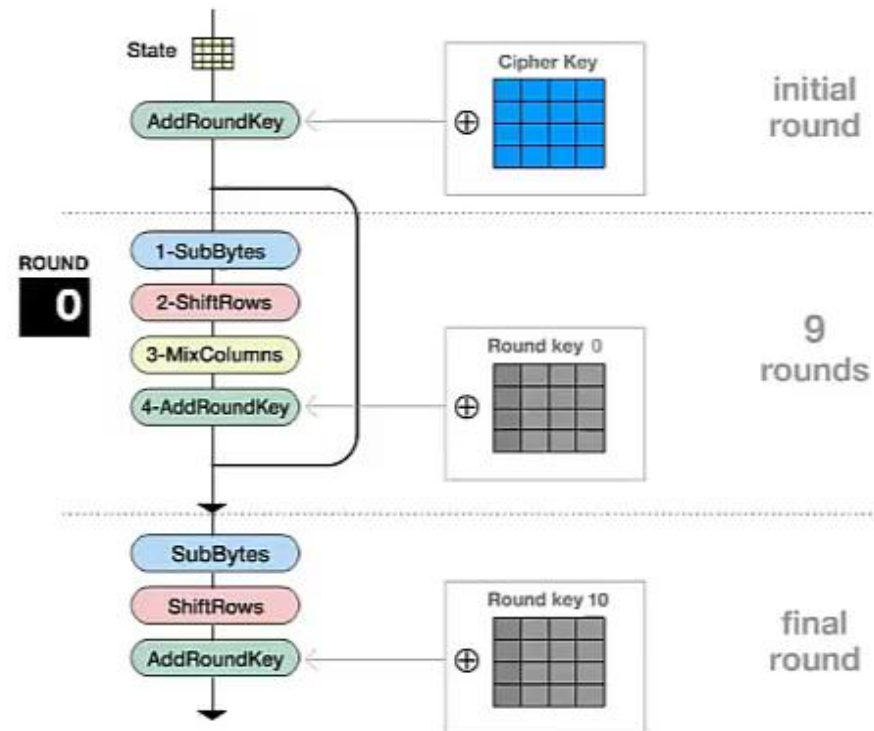 State
Cipher Key
initial
round
AddRoundKey
ROUND
0
1-SubBytes
2-ShiftRows
3-MixColumns
4-AddRoundKey
Round key 0
9
rounds
SubBytes
ShiftRows
AddRoundKey
Round key 10
final
round